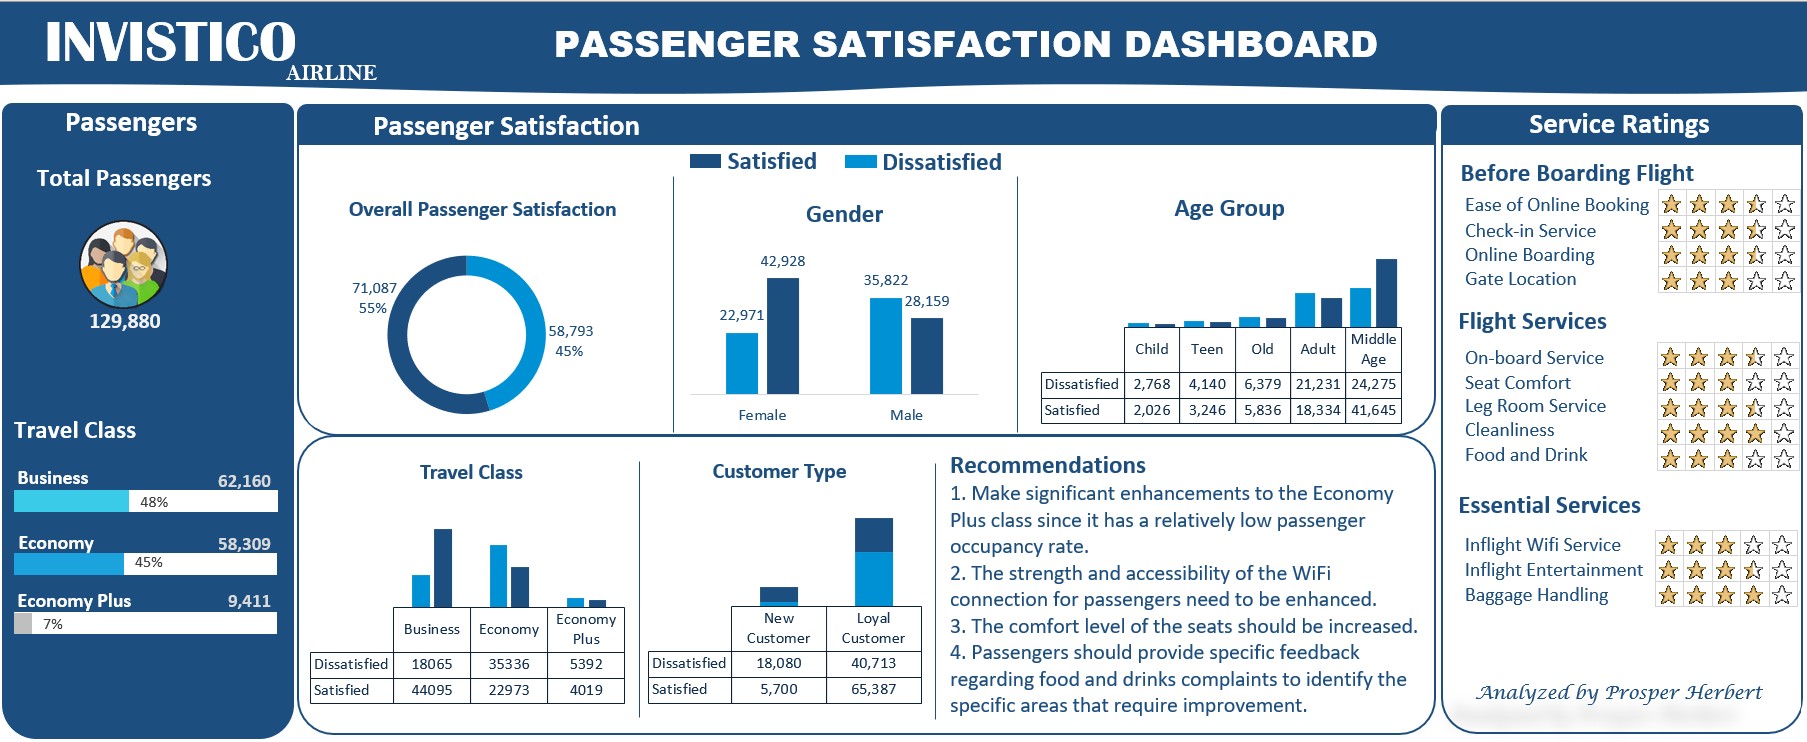 INVISTICO
AIRLINE
PASSENGER SATISFACTION DASHBOARD
Passengers
Total Passengers
129,880
Travel Class
Business 62,160
48%
Economy 58,309
45%
Economy Plus 9,411
7%
Passenger Satisfaction
Satisfied Dissatisfied
Overall Passenger Satisfaction
71,087
55%
58,793
45%
Gender
22,971 42,928 35,822 28,159
Female Male
Age Group
Child Teen Old Adult Middle Age
Dissatisfied 2,768 4,140 6,379 21,231 24,275
Satisfied 2,026 3,246 5,836 18,334 41,645
Travel Class
Business Economy Economy Plus
Dissatisfied 18065 35336 5392
Satisfied 44095 22973 4019
Customer Type
New Customer Loyal Customer
Dissatisfied 18,080 40,713
Satisfied 5,700 65,387
Recommendations
1. Make significant enhancements to the Economy
Plus class since it has a relatively low passenger
occupancy rate.
2. The strength and accessibility of the WiFi
connection for passengers need to be enhanced.
3. The comfort level of the seats should be increased.
4. Passengers should provide specific feedback
regarding food and drinks complaints to identify the
specific areas that require improvement.
Service Ratings
Before Boarding Flight
Ease of Online Booking
Check-in Service
Online Boarding
Gate Location
Flight Services
On-board Service
Seat Comfort
Leg Room Service
Cleanliness
Food and Drink
Essential Services
Inflight Wifi Service
Inflight Entertainment
Baggage Handling
Analyzed by Prosper Herbert